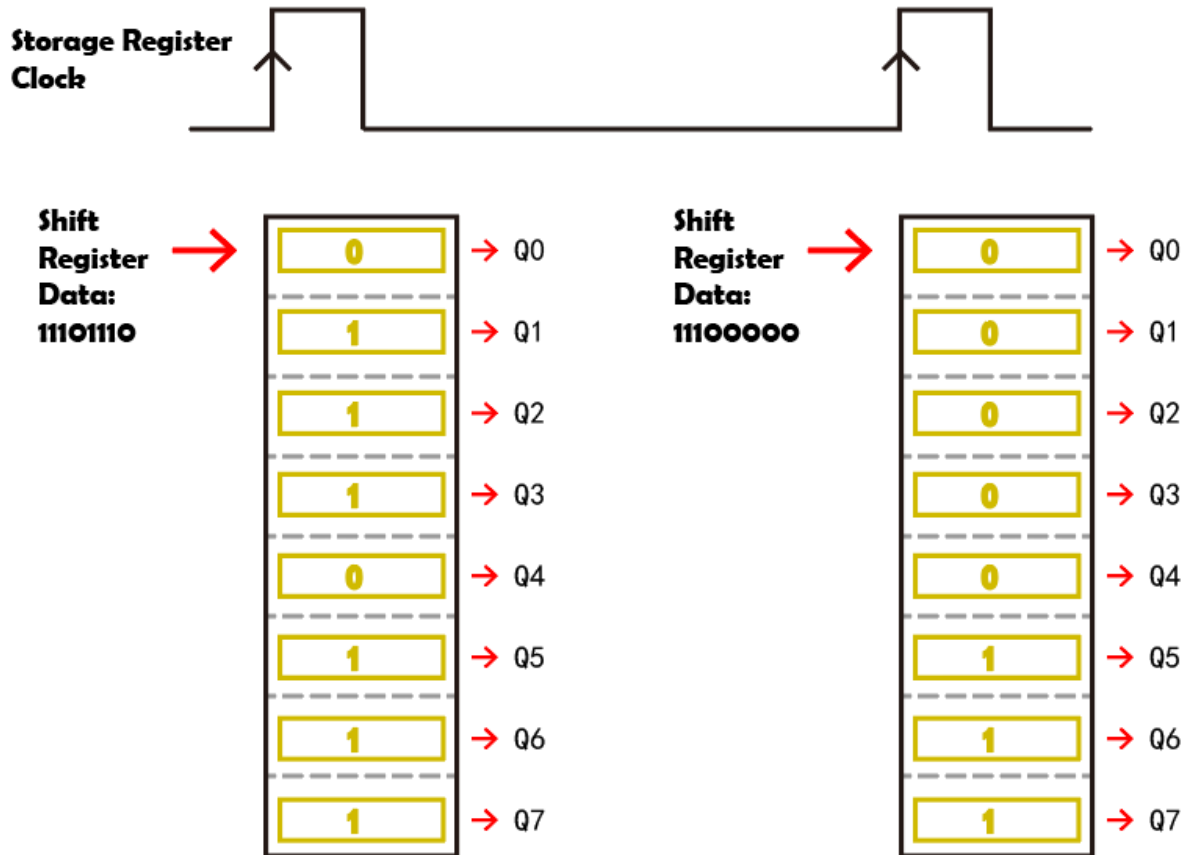 Storage Register
Clock
Shift
Register
Data:
11101110
0
Q0
1
Q1
1
Q2
1
Q3
0
Q4
1
Q5
1
Q6
1
Q7
Shift
Register
Data:
11100000
0
Q0
0
Q1
0
Q2
0
Q3
0
Q4
1
Q5
1
Q6
1
Q7